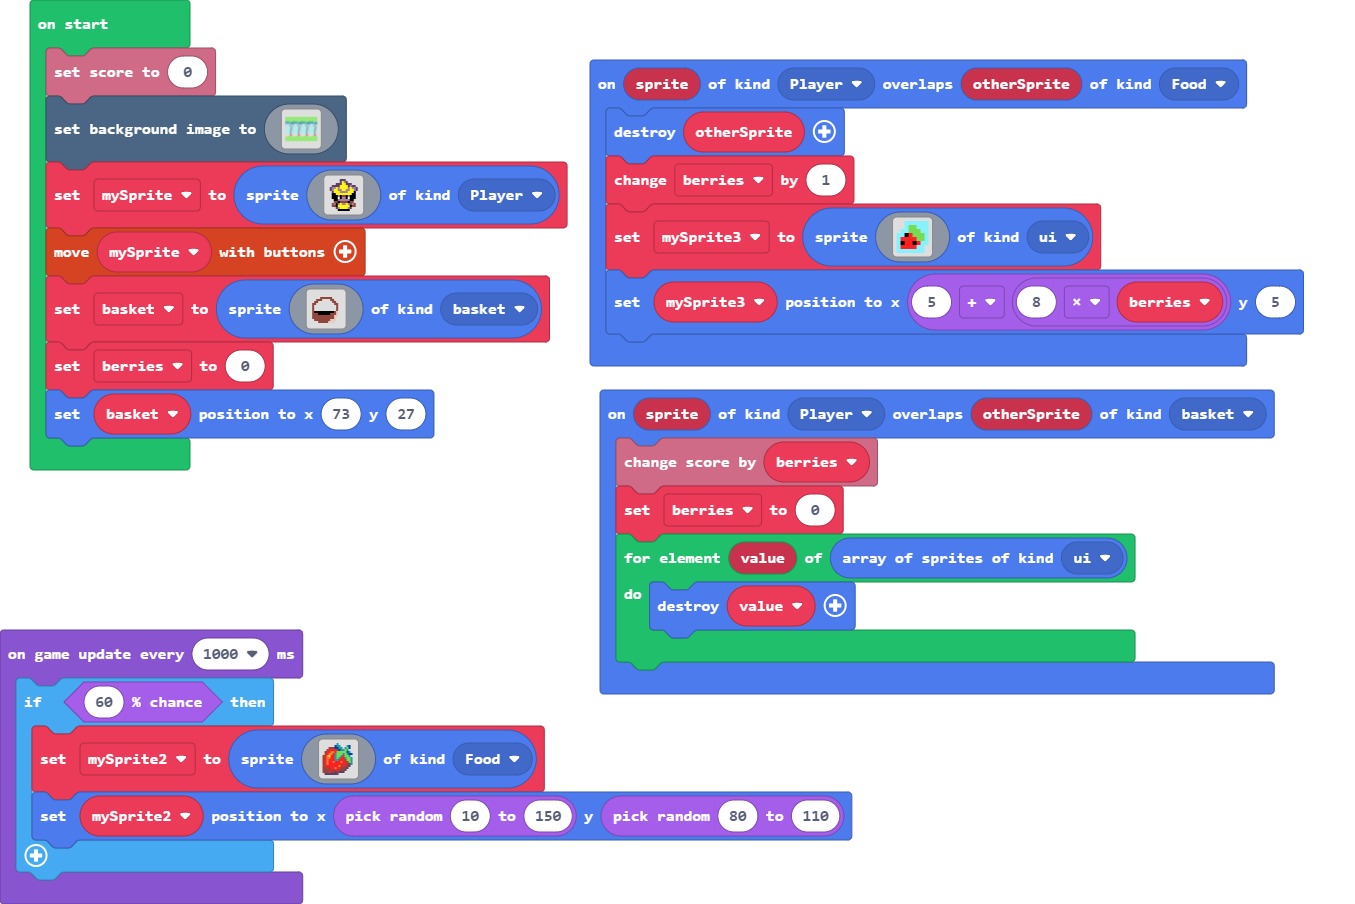 on start
set score to 0
set background image to
set mySprite to sprite of kind Player
move mySprite with buttons
set basket to sprite of kind basket
set berries to 0
set basket position to x 73 y 27
on sprite of kind Player overlaps otherSprite of kind Food
destroy otherSprite
change berries by 1
set mySprite3 to sprite of kind ui
set mySprite3 position to x 5 + 8 × berries y 5
on sprite of kind Player overlaps otherSprite of kind basket
change score by berries
set berries to 0
for element value of array of sprites of kind ui
do destroy value
on game update every 1000 ms
if 60 % chance then
set mySprite2 to sprite of kind Food
set mySprite2 position to x pick random 10 to 150 y pick random 80 to 110